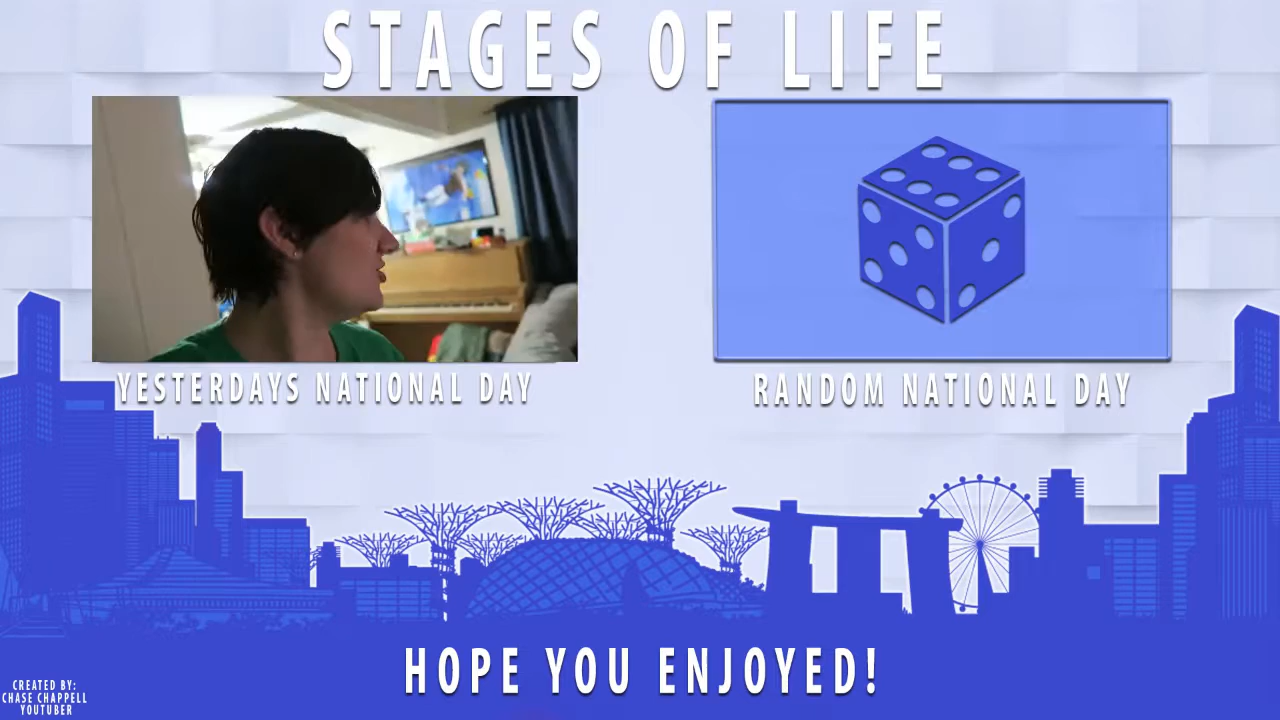 STAGES OF LIFE
YESTERDAYS NATIONAL DAY
RANDOM NATIONAL DAY
HOPE YOU ENJOYED!
CREATED BY:
CHASE CHAPPELL
YOUTUBER